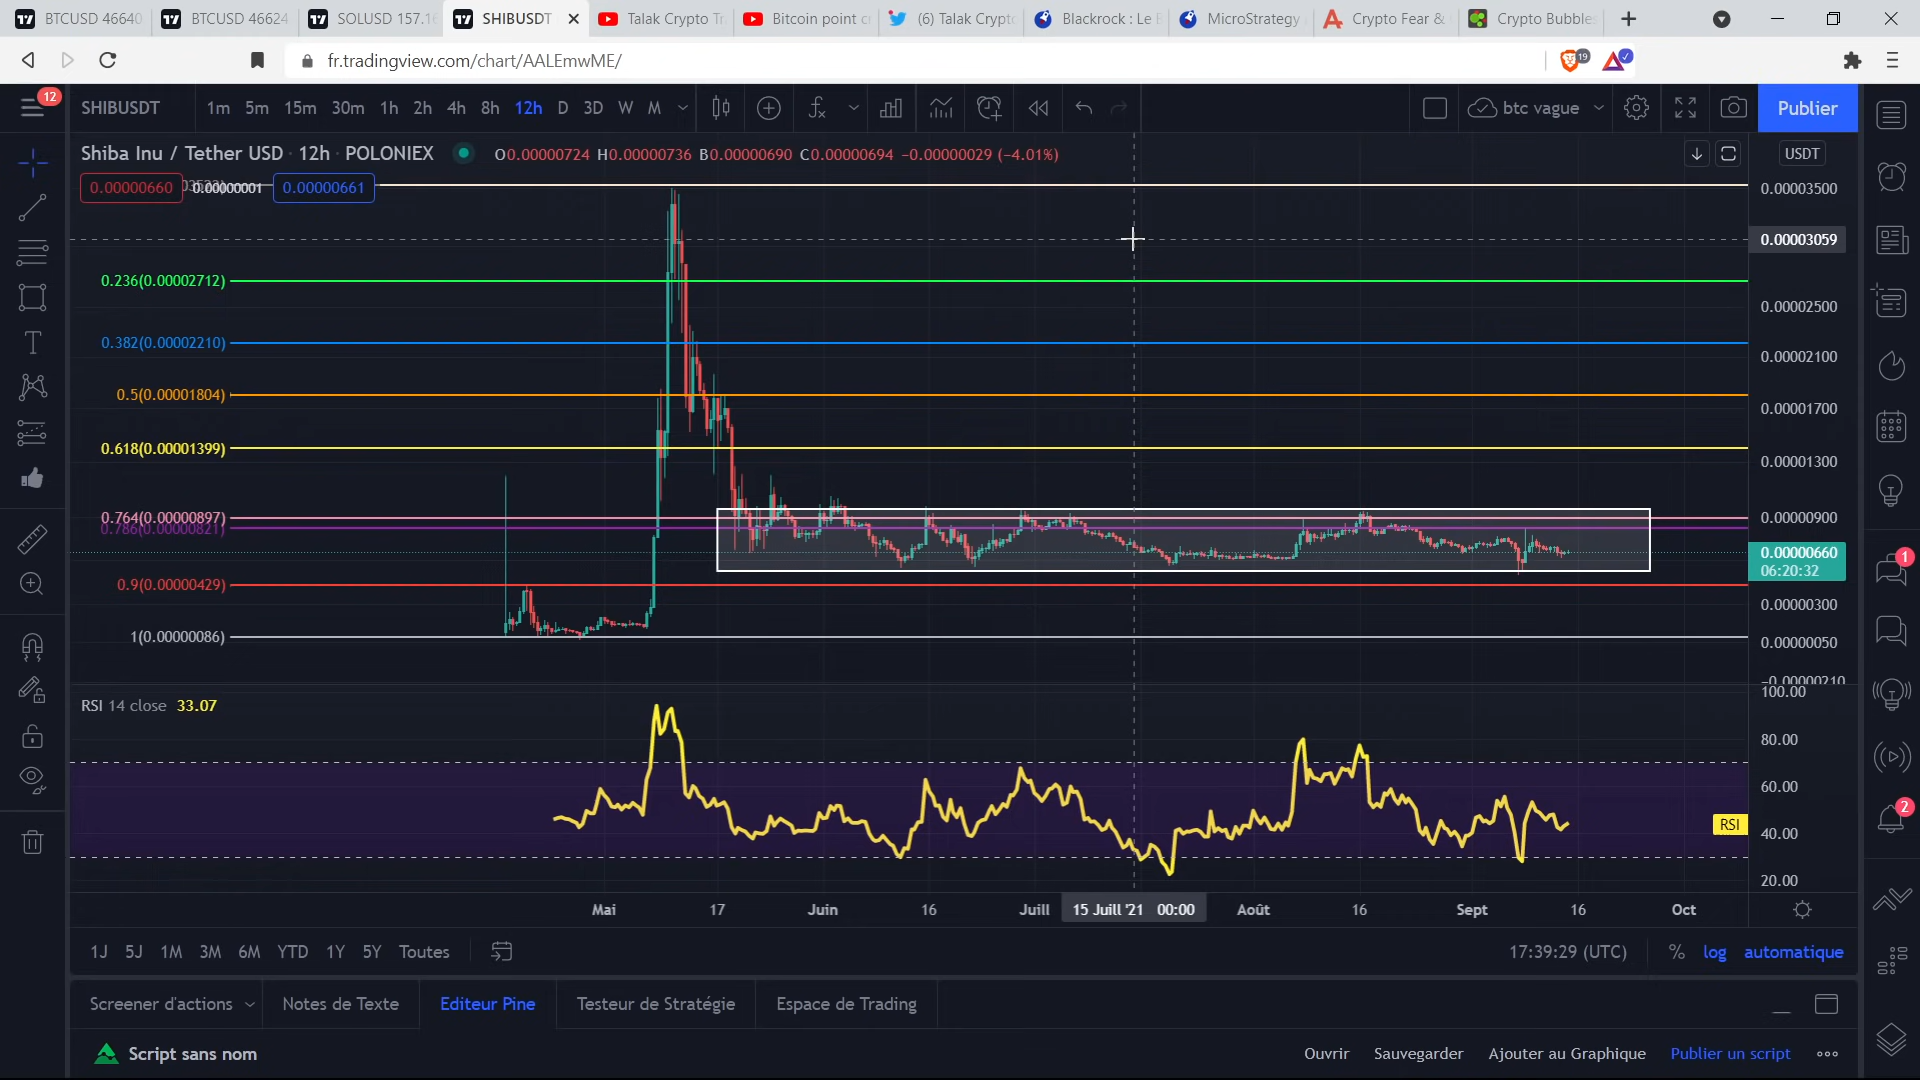 BTCUSD 46640
BTCUSD 46624
SOLUSD 157.16
SHIBUSDT
Talak Crypto Tr
Bitcoin point c
(6) Talak Crypto
Blackrock : Le B
MicroStrategy
Crypto Fear &
Crypto Bubbles
fr.tradingview.com/chart/AALEmwME/
19
12
SHIBUSDT 1m 5m 15m 30m 1h 2h 4h 8h 12h D 3D W M
btc vague
Publier
Shiba Inu / Tether USD · 12h · POLONIEX
O0.00000724 H0.00000736 B0.00000690 C0.00000694 −0.00000029 (−4.01%)
USDT
0.00000660
0.00000001
0.00000661
0.00003500
0.00003059
0.236(0.00002712)
0.00002500
0.382(0.00002210)
0.00002100
0.5(0.00001804)
0.00001700
0.618(0.00001399)
0.00001300
0.764(0.00000897)
0.00000900
0.786(0.00000821)
0.00000660
06:20:32
1
0.9(0.00000429)
0.00000300
1(0.00000086)
0.00000050
−0.00000210
RSI 14 close 33.07
100.00
80.00
60.00
RSI
40.00
20.00
2
Mai 17 Juin 16 Juill 15 Juill '21 00:00 Août 16 Sept 16 Oct
1J 5J 1M 3M 6M YTD 1Y 5Y Toutes
17:39:29 (UTC) % log automatique
Screener d'actions
Notes de Texte
Editeur Pine
Testeur de Stratégie
Espace de Trading
Script sans nom
Ouvrir Sauvegarder Ajouter au Graphique Publier un script